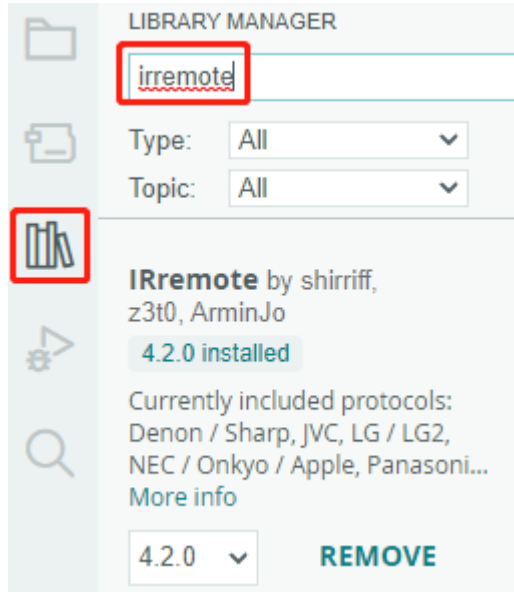 LIBRARY MANAGER
irremote
Type: All
Topic: All
IRremote by shirriff,
z3t0, ArminJo
4.2.0 installed
Currently included protocols:
Denon / Sharp, JVC, LG / LG2,
NEC / Onkyo / Apple, Panasoni...
More info
4.2.0 REMOVE